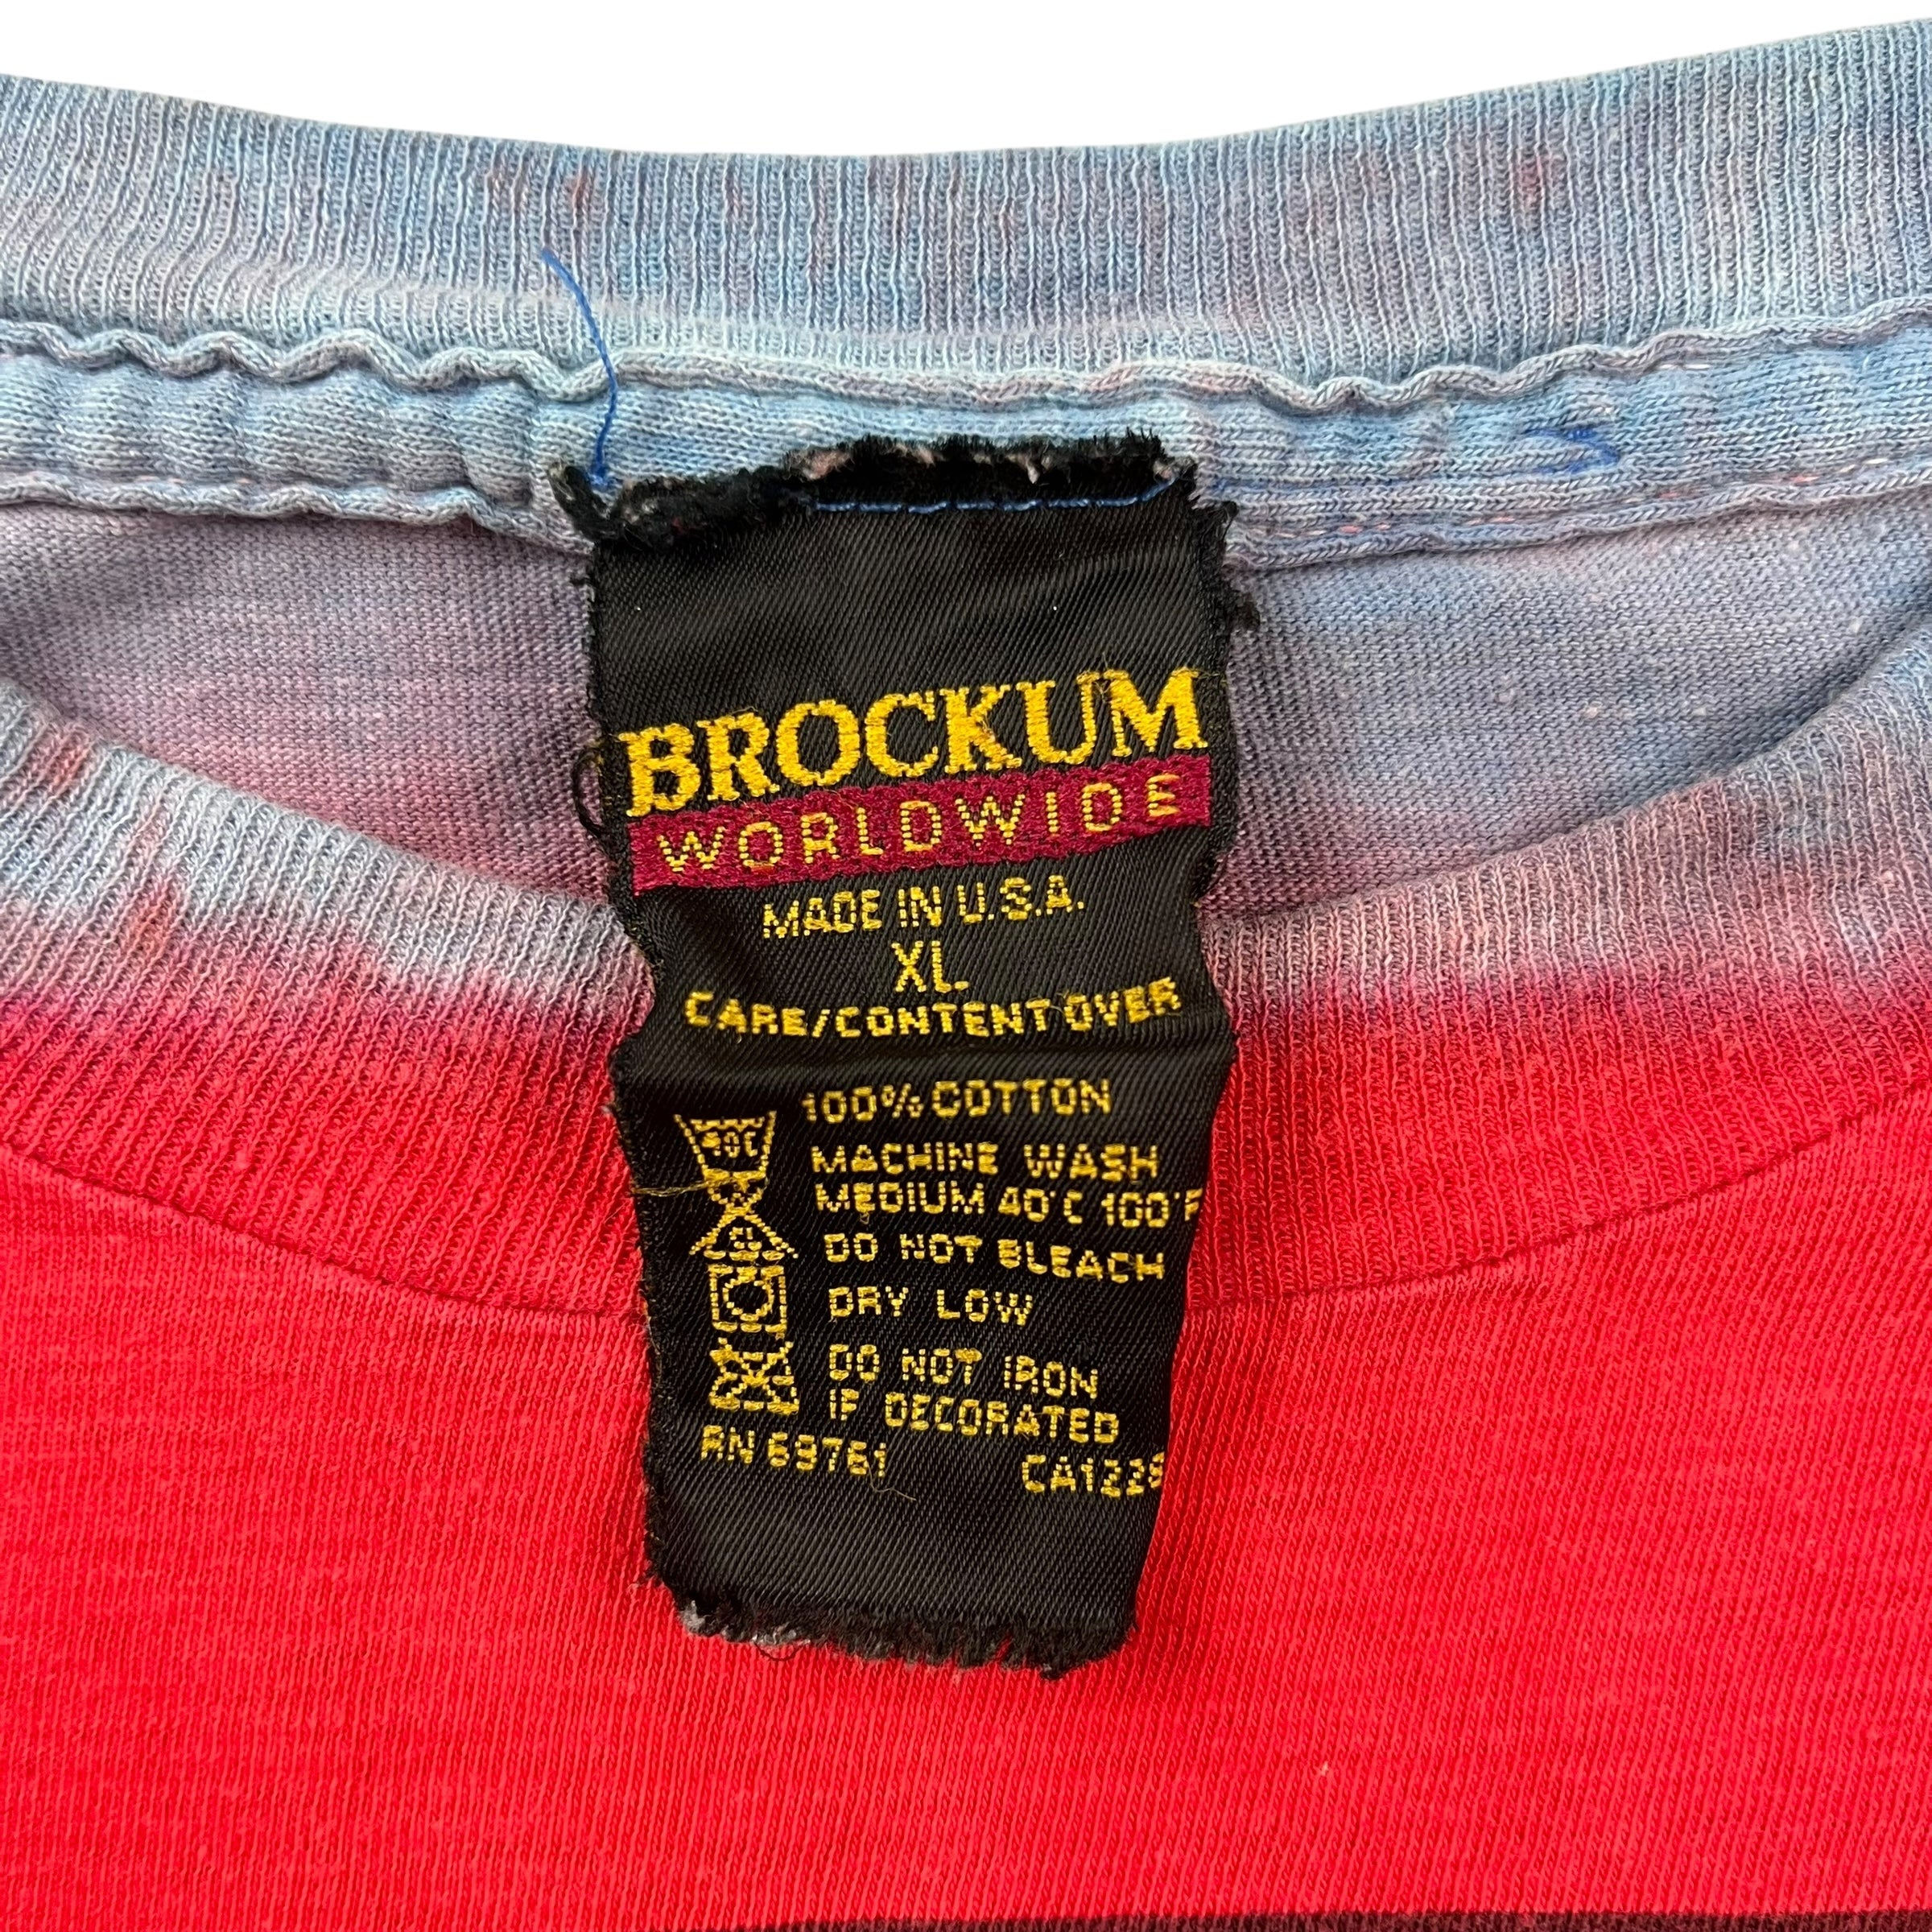 BROCKUM
WORLDWIDE
MADE IN U.S.A.
XL
CARE/CONTENT OVER
100% COTTON
40C
MACHINE WASH
MEDIUM 40°C 100°F
DO NOT BLEACH
DRY LOW
DO NOT IRON
IF DECORATED
RN 69761